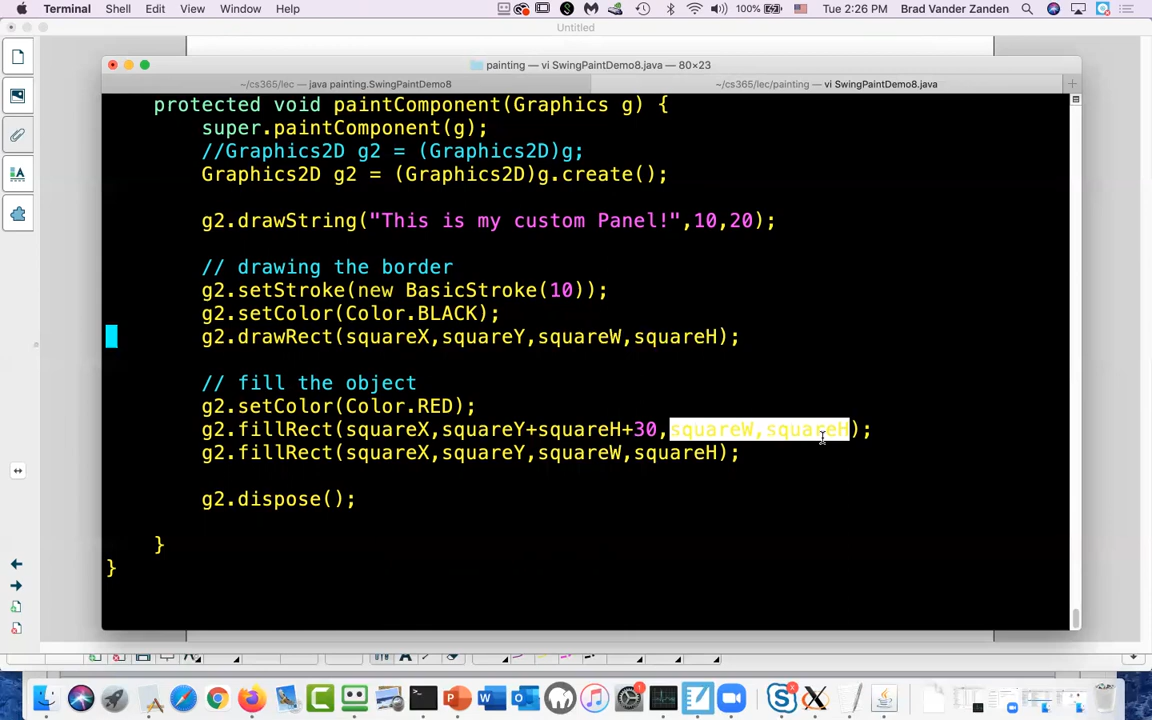 Terminal Shell Edit View Window Help 100% Tue 2:26 PM Brad Vander Zanden
Untitled
painting — vi SwingPaintDemo8.java — 80×23
~/cs365/lec — java painting.SwingPaintDemo8 ~/cs365/lec/painting — vi SwingPaintDemo8.java
protected void paintComponent(Graphics g) {
super.paintComponent(g);
//Graphics2D g2 = (Graphics2D)g;
Graphics2D g2 = (Graphics2D)g.create();
g2.drawString("This is my custom Panel!",10,20);
// drawing the border
g2.setStroke(new BasicStroke(10));
g2.setColor(Color.BLACK);
g2.drawRect(squareX,squareY,squareW,squareH);
// fill the object
g2.setColor(Color.RED);
g2.fillRect(squareX,squareY+squareH+30,squareW,squareH);
g2.fillRect(squareX,squareY,squareW,squareH);
g2.dispose();
}
}